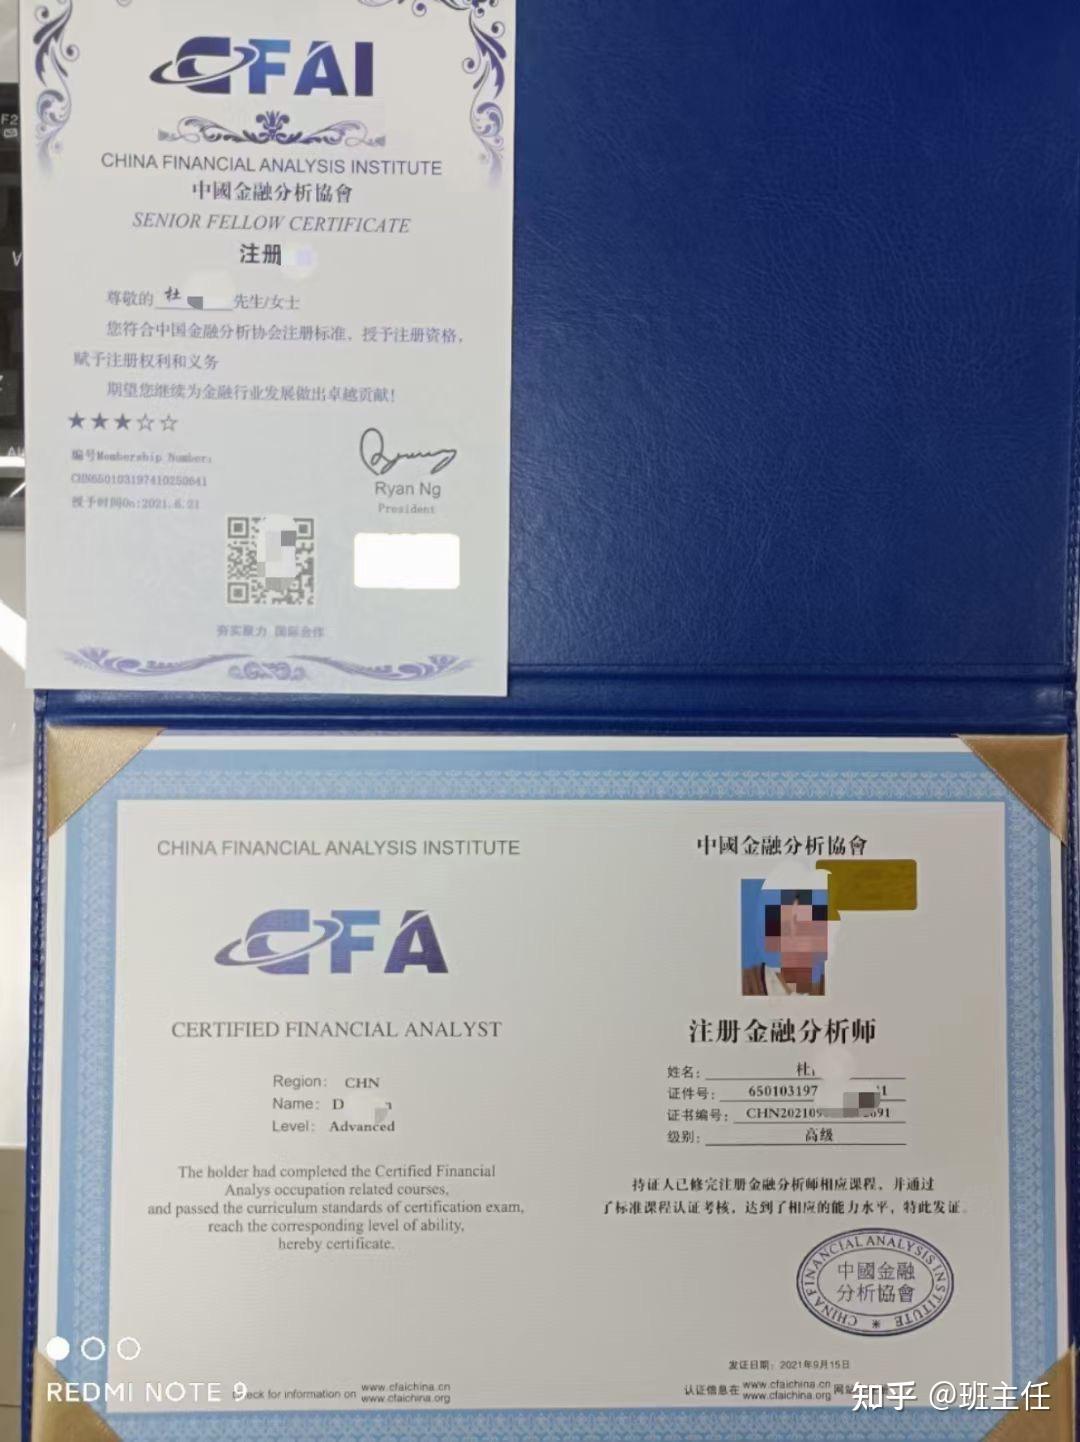 CFAI
CHINA FINANCIAL ANALYSIS INSTITUTE
中國金融分析協會
SENIOR FELLOW CERTIFICATE
注册
尊敬的 杜 先生/女士
您符合中国金融分析协会注册标准，授予注册资格，
赋予注册权利和义务
期望您继续为金融行业发展做出卓越贡献！
★★★☆☆
编号Membership Number:
授予时间On:2021.6.21
Ryan Ng
President
夯实聚力 国际合作
CHINA FINANCIAL ANALYSIS INSTITUTE
CFA
CERTIFIED FINANCIAL ANALYST
Region: CHN
Name: D
Level: Advanced
The holder had completed the Certified Financial
Analys occupation related courses,
and passed the curriculum standards of certification exam,
reach the corresponding level of ability,
hereby certificate.
check for information on www.cfaichina.cn
www.cfaichina.org
中國金融分析協會
注册金融分析师
姓名: 杜
证件号: 650103197 1
证书编号: CHN20210 091
级别: 高级
持证人已修完注册金融分析师相应课程，并通过
了标准课程认证考核，达到了相应的能力水平，特此发证。
CHINA FINANCIAL ANALYSIS INSTITUTE
中國金融
分析協會
发证日期: 2021年9月15日
认证信息在 www.cfaichina.cn 网站
www.cfaichina.org
REDMI NOTE 9
知乎 @班主任